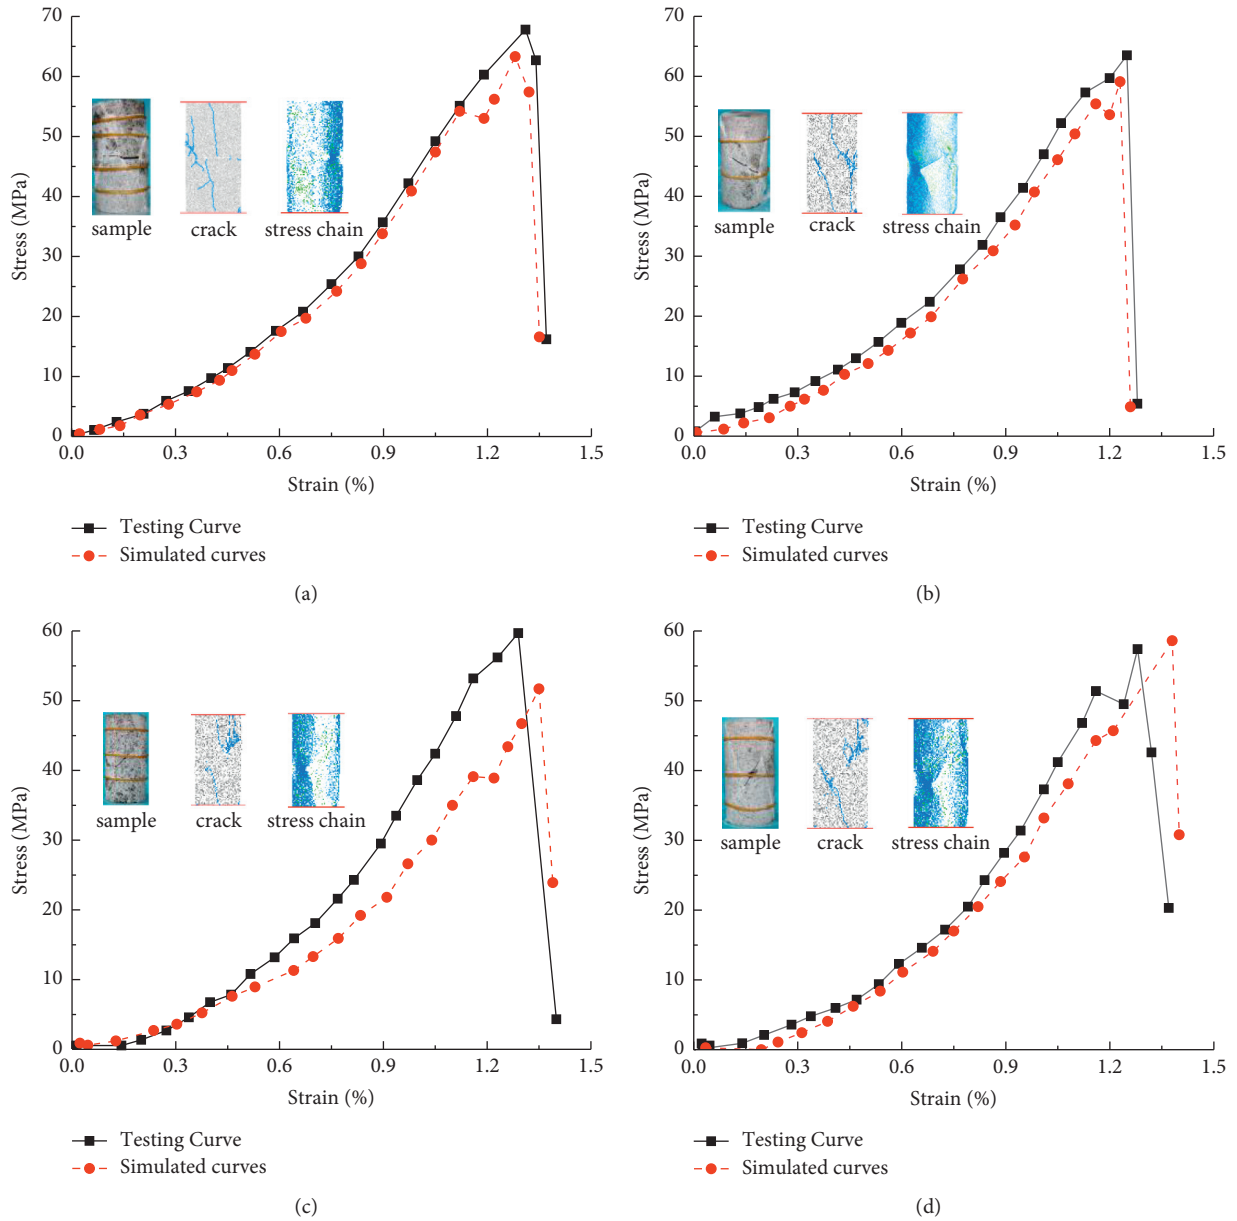 70
60
50
40
30
20
10
0
Stress (MPa)
sample crack stress chain
0.0 0.3 0.6 0.9 1.2 1.5
Strain (%)
Testing Curve
Simulated curves
(a)
70
60
50
40
30
20
10
0
Stress (MPa)
sample crack stress chain
0.0 0.3 0.6 0.9 1.2 1.5
Strain (%)
Testing Curve
Simulated curves
(b)
60
50
40
30
20
10
0
Stress (MPa)
sample crack stress chain
0.0 0.3 0.6 0.9 1.2 1.5
Strain (%)
Testing Curve
Simulated curves
(c)
60
50
40
30
20
10
0
Stress (MPa)
sample crack stress chain
0.0 0.3 0.6 0.9 1.2 1.5
Strain (%)
Testing Curve
Simulated curves
(d)